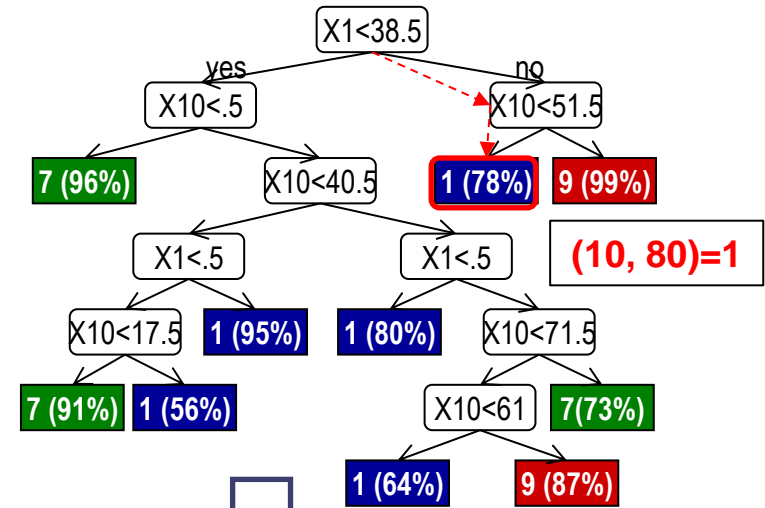 X1<38.5
yes
no
X10<.5
X10<51.5
7 (96%)
X10<40.5
1 (78%)
9 (99%)
X1<.5
X1<.5
(10, 80)=1
X10<17.5
1 (95%)
1 (80%)
X10<71.5
7 (91%)
1 (56%)
X10<61
7(73%)
1 (64%)
9 (87%)